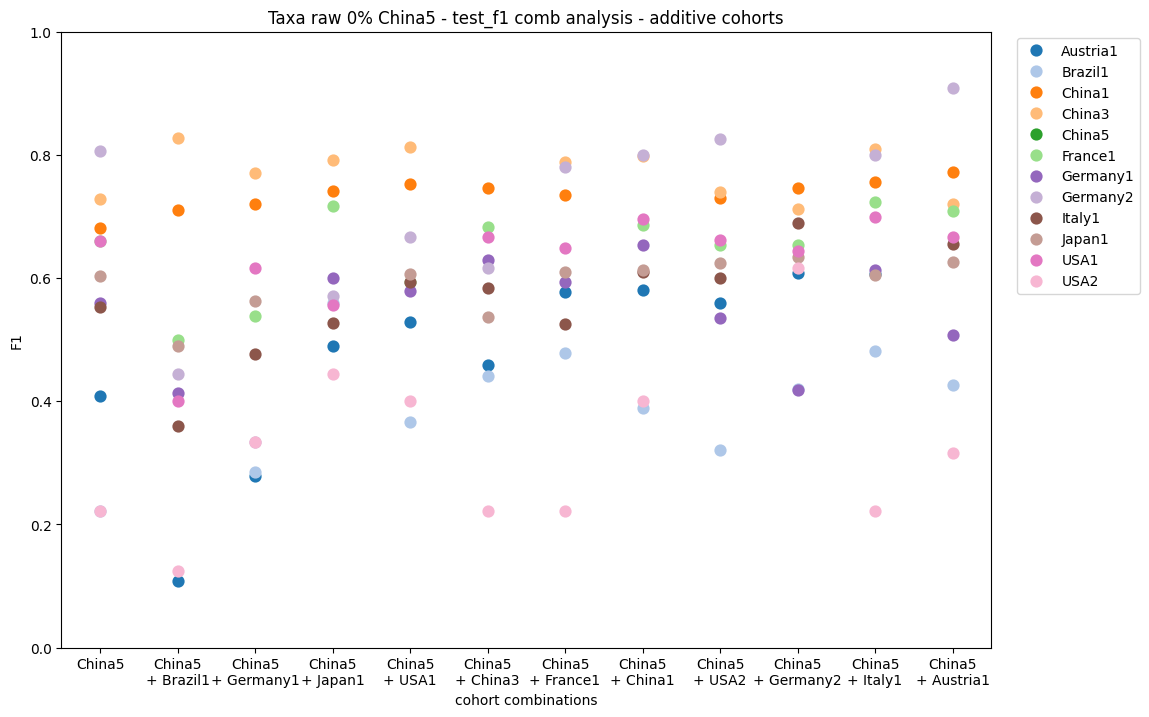 Taxa raw 0% China5 - test_f1 comb analysis - additive cohorts
1.0
0.8
0.6
0.4
0.2
0.0
F1
China5
China5
+ Brazil1
China5
+ Germany1
China5
+ Japan1
China5
+ USA1
China5
+ China3
China5
+ France1
China5
+ China1
China5
+ USA2
China5
+ Germany2
China5
+ Italy1
China5
+ Austria1
cohort combinations
Austria1
Brazil1
China1
China3
China5
France1
Germany1
Germany2
Italy1
Japan1
USA1
USA2